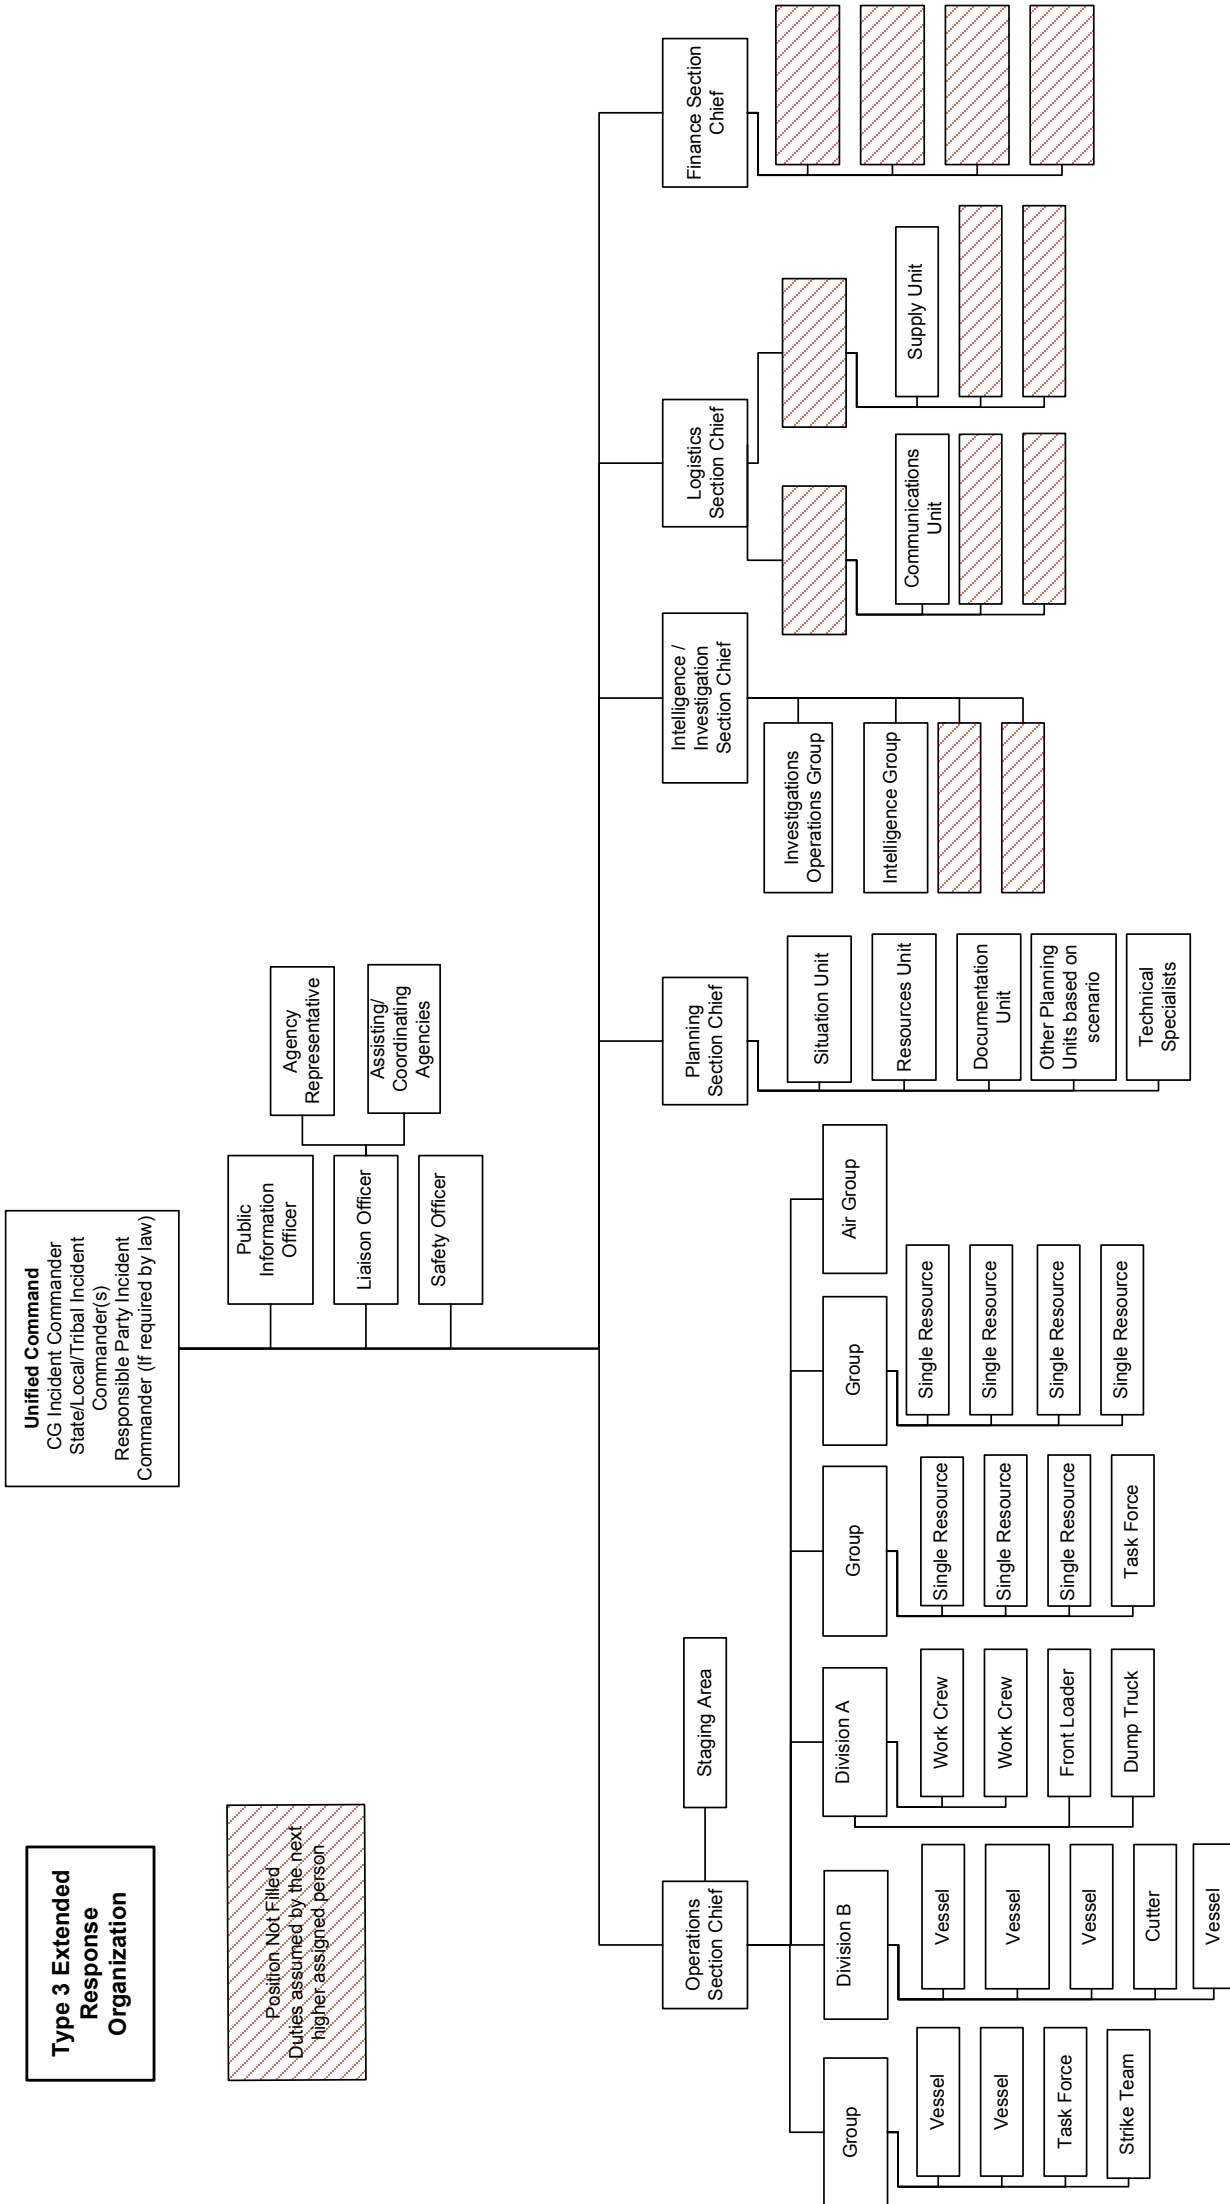 Type 3 Extended
Response
Organization
Position Not Filled
Duties assumed by the next
higher assigned person
Unified Command
CG Incident Commander
State/Local/Tribal Incident
Commander(s)
Responsible Party Incident
Commander (If required by law)
Public
Information
Officer
Liaison Officer
Safety Officer
Agency
Representative
Assisting/
Coordinating
Agencies
Operations
Section Chief
Staging Area
Planning
Section Chief
Intelligence /
Investigation
Section Chief
Logistics
Section Chief
Finance Section
Chief
Group
Vessel
Vessel
Task Force
Strike Team
Division B
Vessel
Vessel
Vessel
Cutter
Vessel
Division A
Work Crew
Work Crew
Front Loader
Dump Truck
Group
Single Resource
Single Resource
Single Resource
Task Force
Group
Single Resource
Single Resource
Single Resource
Single Resource
Air Group
Situation Unit
Resources Unit
Documentation
Unit
Other Planning
Units based on
scenario
Technical
Specialists
Investigations
Operations Group
Intelligence Group
Communications
Unit
Supply Unit